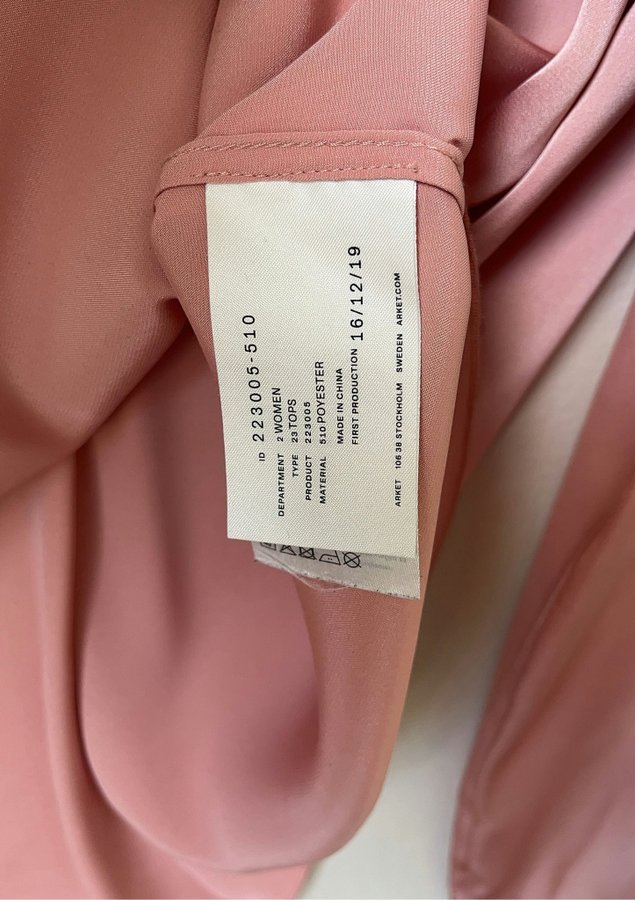 ID 223005-510
DEPARTMENT 2 WOMEN
TYPE 23 TOPS
PRODUCT 223005
MATERIAL 510 POYESTER
MADE IN CHINA
FIRST PRODUCTION 16/12/19
ARKET 106 38 STOCKHOLM SWEDEN ARKET.COM